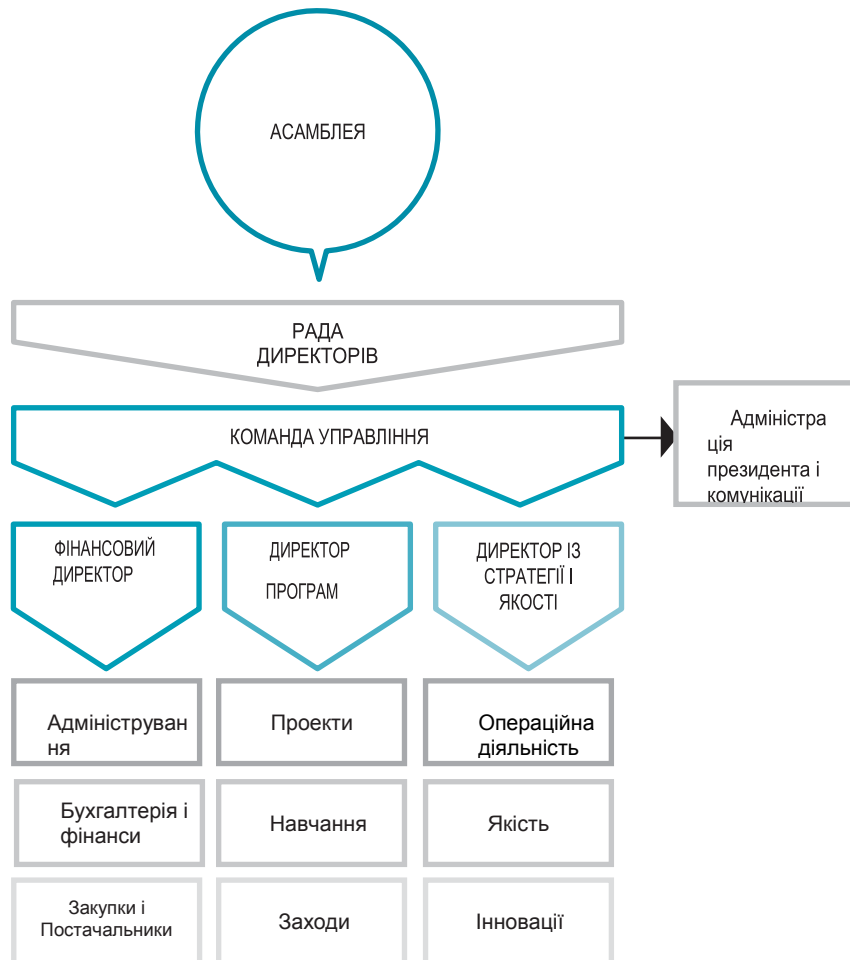 АСАМБЛЕЯ
РАДА
ДИРЕКТОРІВ
КОМАНДА УПРАВЛІННЯ
Адміністра
ція
президента і
комунікації
ФІНАНСОВИЙ
ДИРЕКТОР
ДИРЕКТОР
ПРОГРАМ
ДИРЕКТОР ІЗ
СТРАТЕГІЇ І
ЯКОСТІ
Адмініструван
ня
Проекти
Операційна
діяльність
Бухгалтерія і
фінанси
Навчання
Якість
Закупки і
Постачальники
Заходи
Інновації